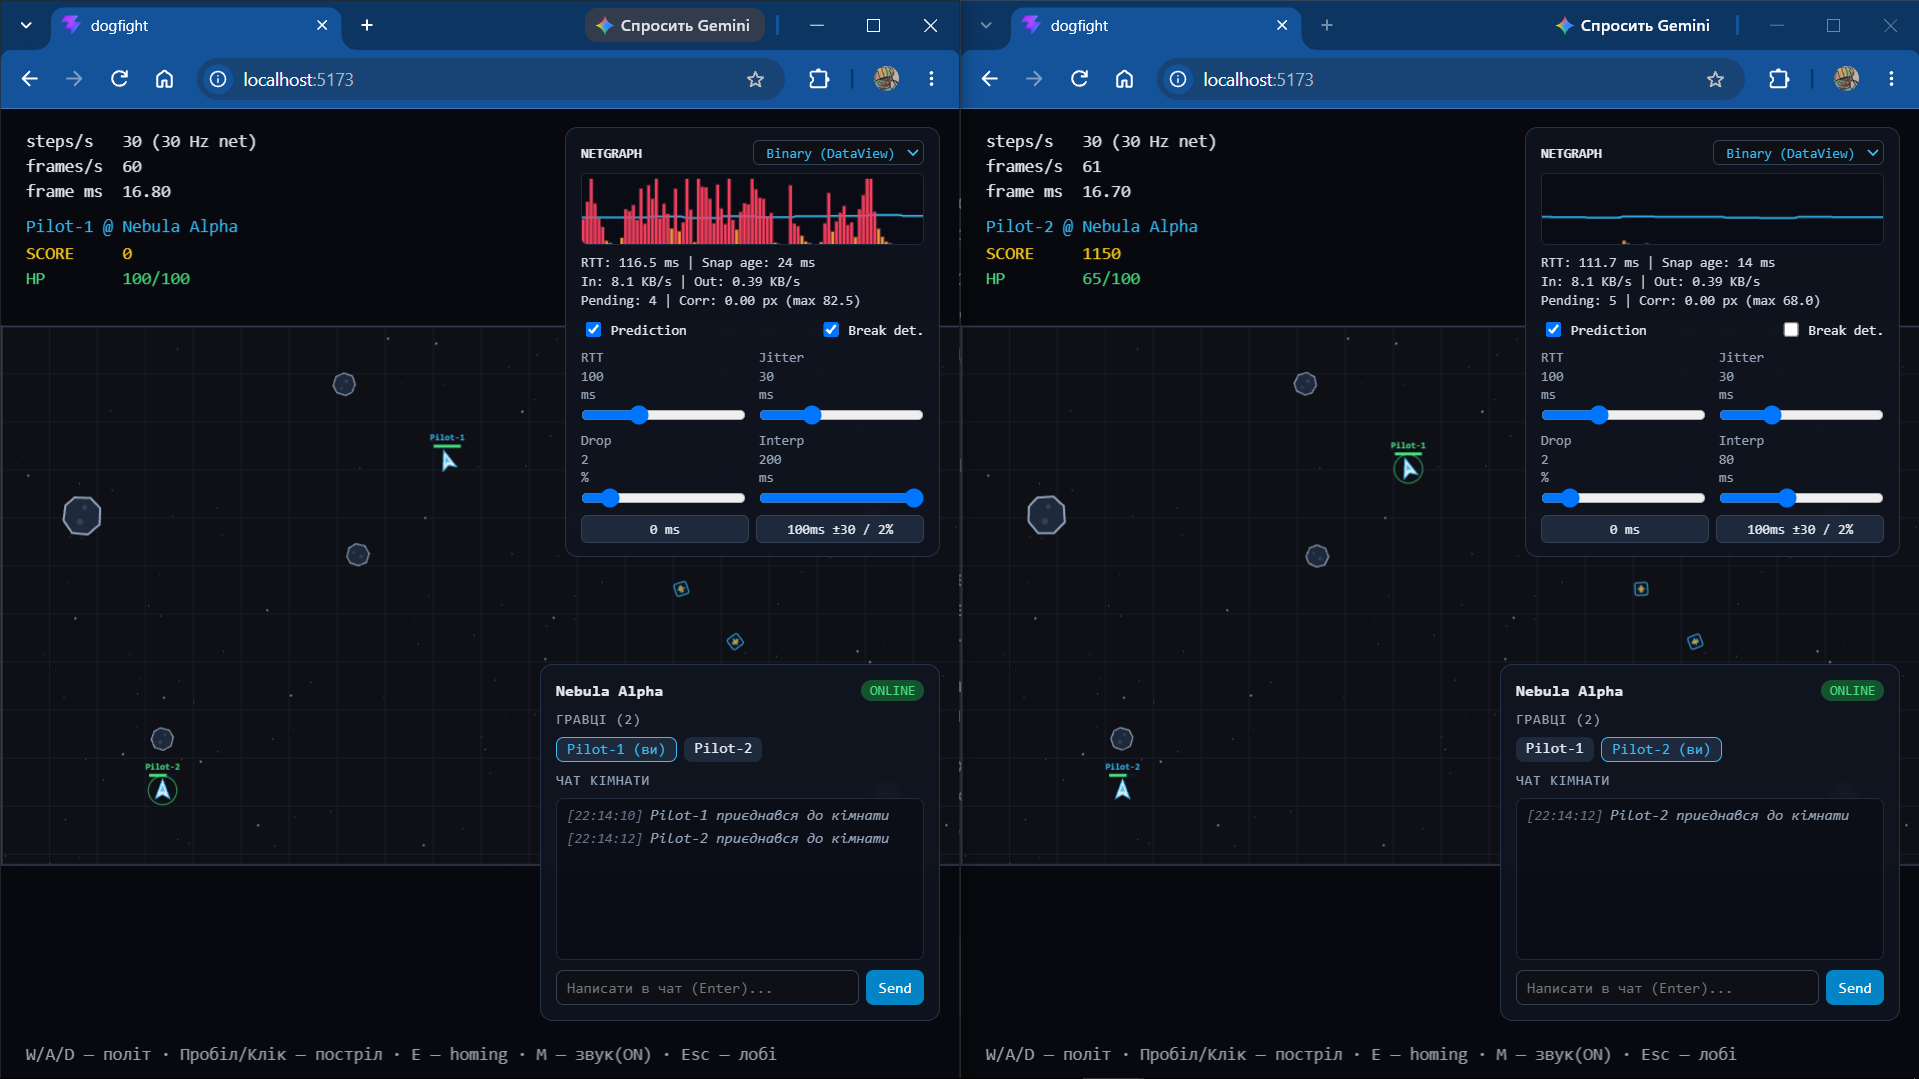 dogfight
Спросить Gemini
localhost:5173
steps/s 30 (30 Hz net)
frames/s 60
frame ms 16.80
Pilot-1 @ Nebula Alpha
SCORE 0
HP 100/100
NETGRAPH
Binary (DataView)
RTT: 116.5 ms | Snap age: 24 ms
In: 8.1 KB/s | Out: 0.39 KB/s
Pending: 4 | Corr: 0.00 px (max 82.5)
Prediction
Break det.
RTT
100
ms
Jitter
30
ms
Drop
2
%
Interp
200
ms
0 ms
100ms ±30 / 2%
Pilot-1
Pilot-2
Nebula Alpha
ONLINE
ГРАВЦІ (2)
Pilot-1 (ви)
Pilot-2
ЧАТ КІМНАТИ
[22:14:10] Pilot-1 приєднався до кімнати
[22:14:12] Pilot-2 приєднався до кімнати
Написати в чат (Enter)...
Send
W/A/D — політ · Пробіл/Клік — постріл · E — homing · M — звук(ON) · Esc — лобі
dogfight
Спросить Gemini
localhost:5173
steps/s 30 (30 Hz net)
frames/s 61
frame ms 16.70
Pilot-2 @ Nebula Alpha
SCORE 1150
HP 65/100
NETGRAPH
Binary (DataView)
RTT: 111.7 ms | Snap age: 14 ms
In: 8.1 KB/s | Out: 0.39 KB/s
Pending: 5 | Corr: 0.00 px (max 68.0)
Prediction
Break det.
RTT
100
ms
Jitter
30
ms
Drop
2
%
Interp
80
ms
0 ms
100ms ±30 / 2%
Pilot-1
Pilot-2
Nebula Alpha
ONLINE
ГРАВЦІ (2)
Pilot-1
Pilot-2 (ви)
ЧАТ КІМНАТИ
[22:14:12] Pilot-2 приєднався до кімнати
Написати в чат (Enter)...
Send
W/A/D — політ · Пробіл/Клік — постріл · E — homing · M — звук(ON) · Esc — лобі